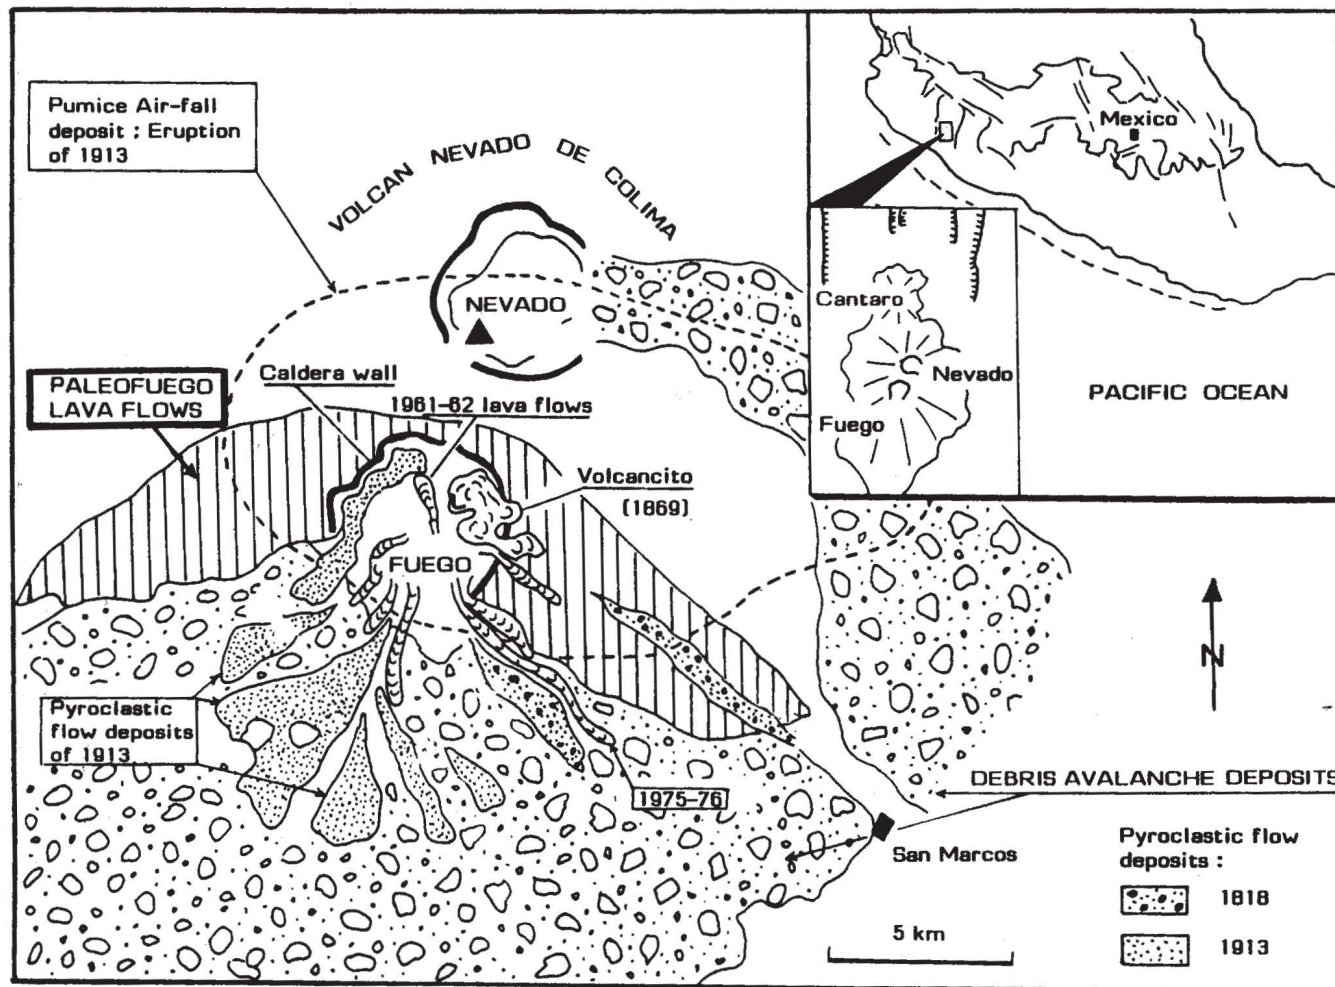 Pumice Air-fall
deposit : Eruption
of 1913
VOLCAN NEVADO DE COLIMA
Mexico
PACIFIC OCEAN
Cantaro
Nevado
Fuego
NEVADO
PALEOFUEGO
LAVA FLOWS
Caldera wall
1961-62 lava flows
Volcancito
(1869)
FUEGO
N
Pyroclastic
flow deposits
of 1913
1975-76
DEBRIS AVALANCHE DEPOSITS
San Marcos
5 km
Pyroclastic flow
deposits :
1818
1913